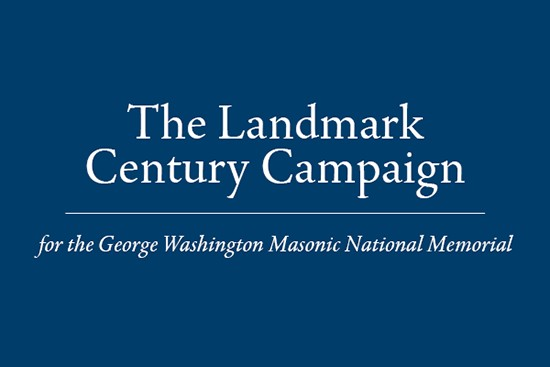 The Landmark
Century Campaign
for the George Washington Masonic National Memorial